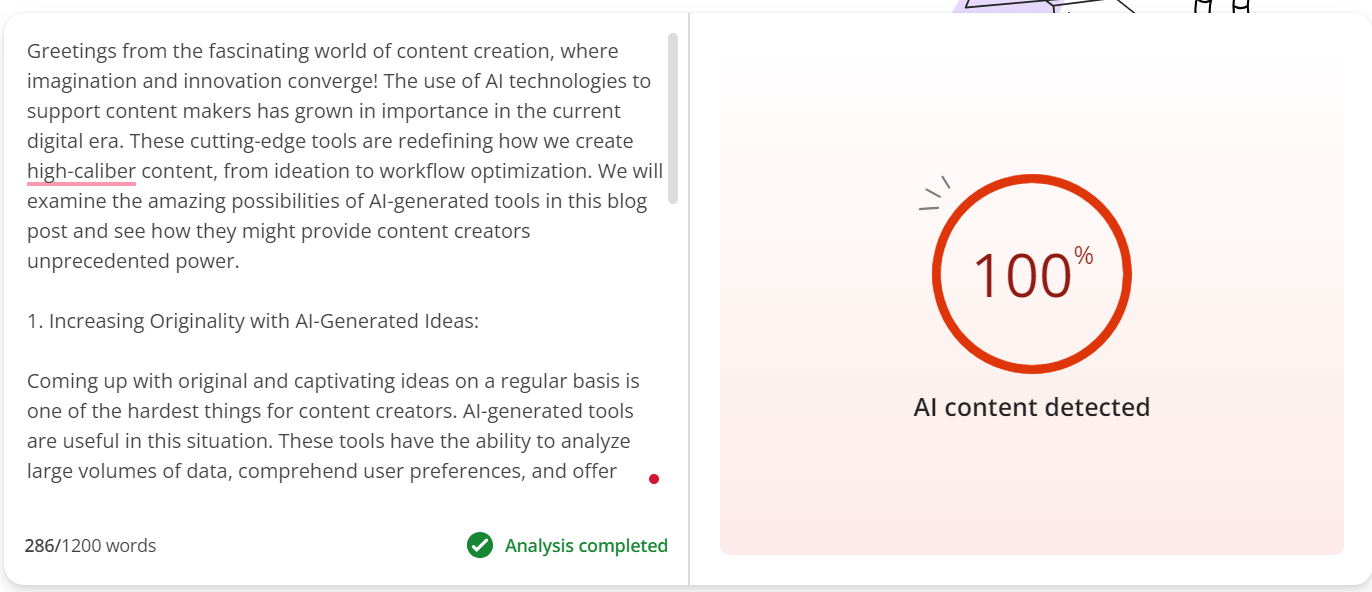 Greetings from the fascinating world of content creation, where
imagination and innovation converge! The use of AI technologies to
support content makers has grown in importance in the current
digital era. These cutting-edge tools are redefining how we create
high-caliber content, from ideation to workflow optimization. We will
examine the amazing possibilities of AI-generated tools in this blog
post and see how they might provide content creators
unprecedented power.
1. Increasing Originality with AI-Generated Ideas:
Coming up with original and captivating ideas on a regular basis is
one of the hardest things for content creators. AI-generated tools
are useful in this situation. These tools have the ability to analyze
large volumes of data, comprehend user preferences, and offer
286/1200 words
Analysis completed
100%
AI content detected